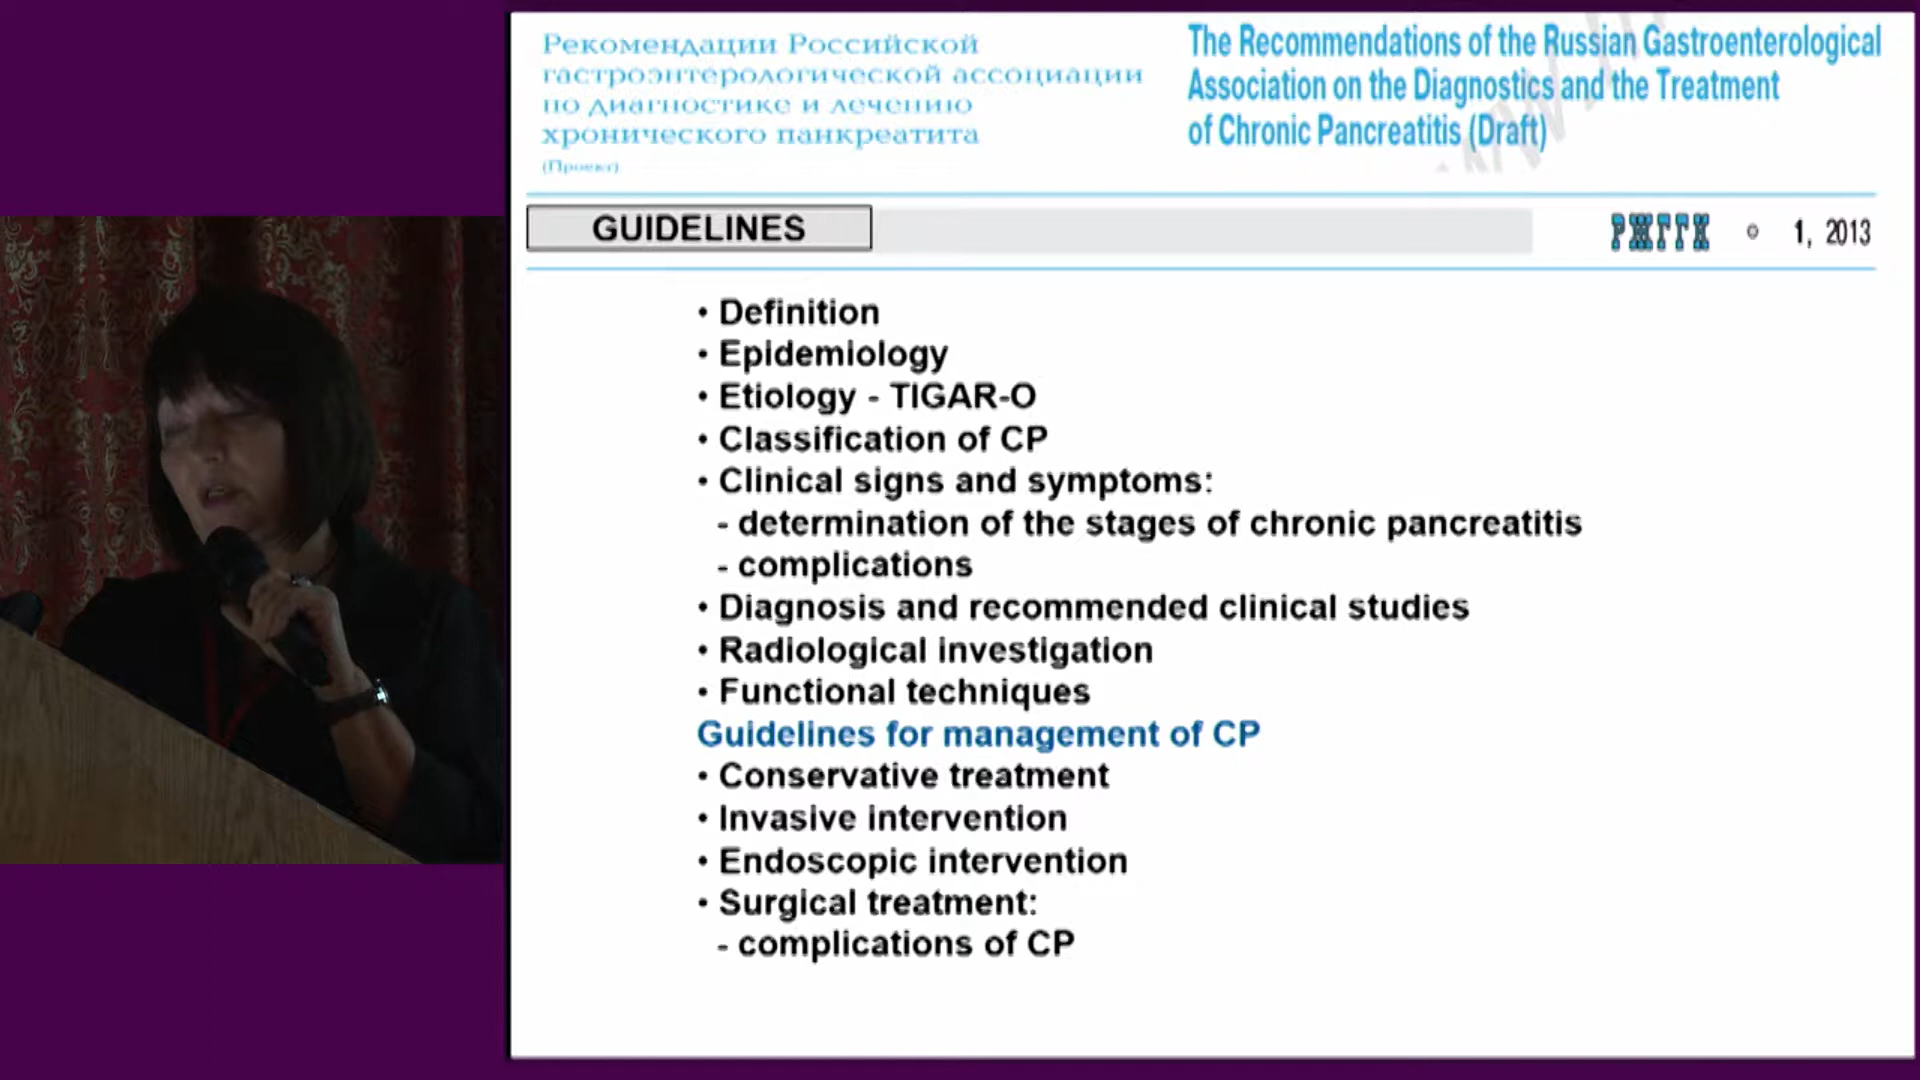 Рекомендации Российской
гастроэнтерологической ассоциации
по диагностике и лечению
хронического панкреатита
(Проект)
The Recommendations of the Russian Gastroenterological
Association on the Diagnostics and the Treatment
of Chronic Pancreatitis (Draft)
GUIDELINES
РЖГГК ° 1, 2013
• Definition
• Epidemiology
• Etiology - TIGAR-O
• Classification of CP
• Clinical signs and symptoms:
- determination of the stages of chronic pancreatitis
- complications
• Diagnosis and recommended clinical studies
• Radiological investigation
• Functional techniques
Guidelines for management of CP
• Conservative treatment
• Invasive intervention
• Endoscopic intervention
• Surgical treatment:
- complications of CP